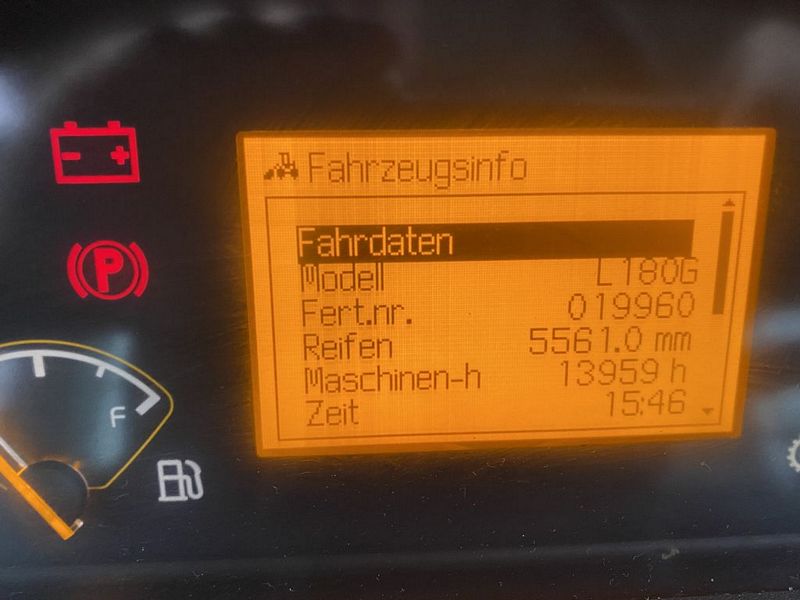 Fahrzeugsinfo
Fahrdaten
Modell L180G
Fert.nr. 019960
Reifen 5561.0 mm
Maschinen-h 13959 h
Zeit 15:46
P
F